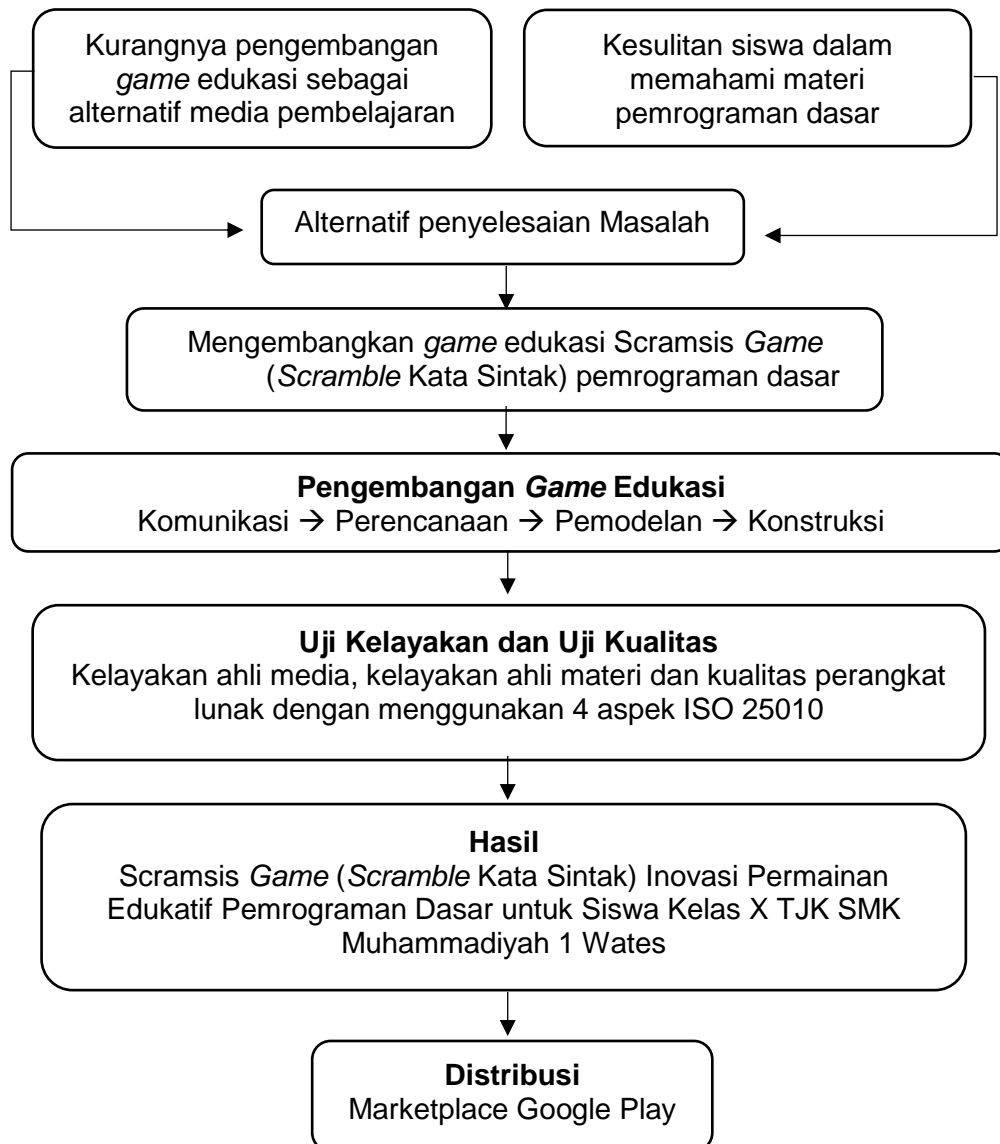 Kurangnya pengembangan
game edukasi sebagai
alternatif media pembelajaran
Kesulitan siswa dalam
memahami materi
pemrograman dasar
Alternatif penyelesaian Masalah
Mengembangkan game edukasi Scramsis Game
(Scramble Kata Sintak) pemrograman dasar
Pengembangan Game Edukasi
Komunikasi → Perencanaan → Pemodelan → Konstruksi
Uji Kelayakan dan Uji Kualitas
Kelayakan ahli media, kelayakan ahli materi dan kualitas perangkat
lunak dengan menggunakan 4 aspek ISO 25010
Hasil
Scramsis Game (Scramble Kata Sintak) Inovasi Permainan
Edukatif Pemrograman Dasar untuk Siswa Kelas X TJK SMK
Muhammadiyah 1 Wates
Distribusi
Marketplace Google Play